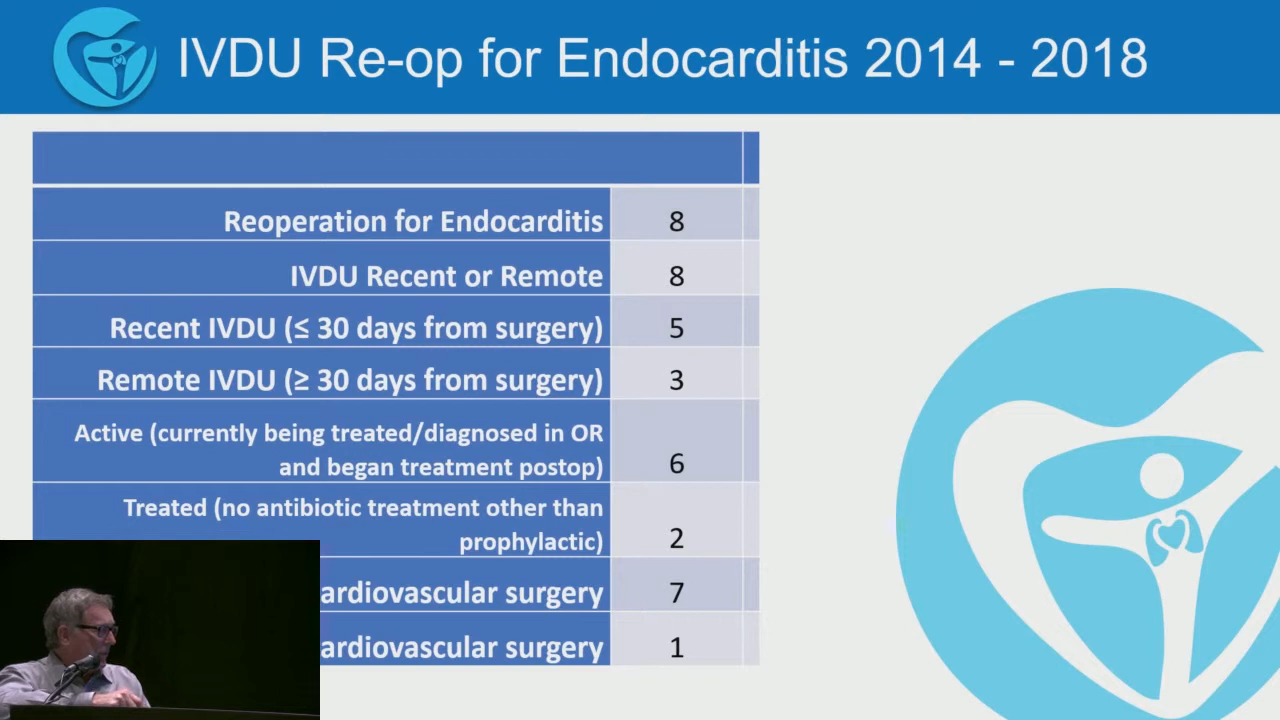 IVDU Re-op for Endocarditis 2014 - 2018
Reoperation for Endocarditis 8
IVDU Recent or Remote 8
Recent IVDU (≤ 30 days from surgery) 5
Remote IVDU (≥ 30 days from surgery) 3
Active (currently being treated/diagnosed in OR
and began treatment postop) 6
Treated (no antibiotic treatment other than
prophylactic) 2
ardiovascular surgery 7
ardiovascular surgery 1